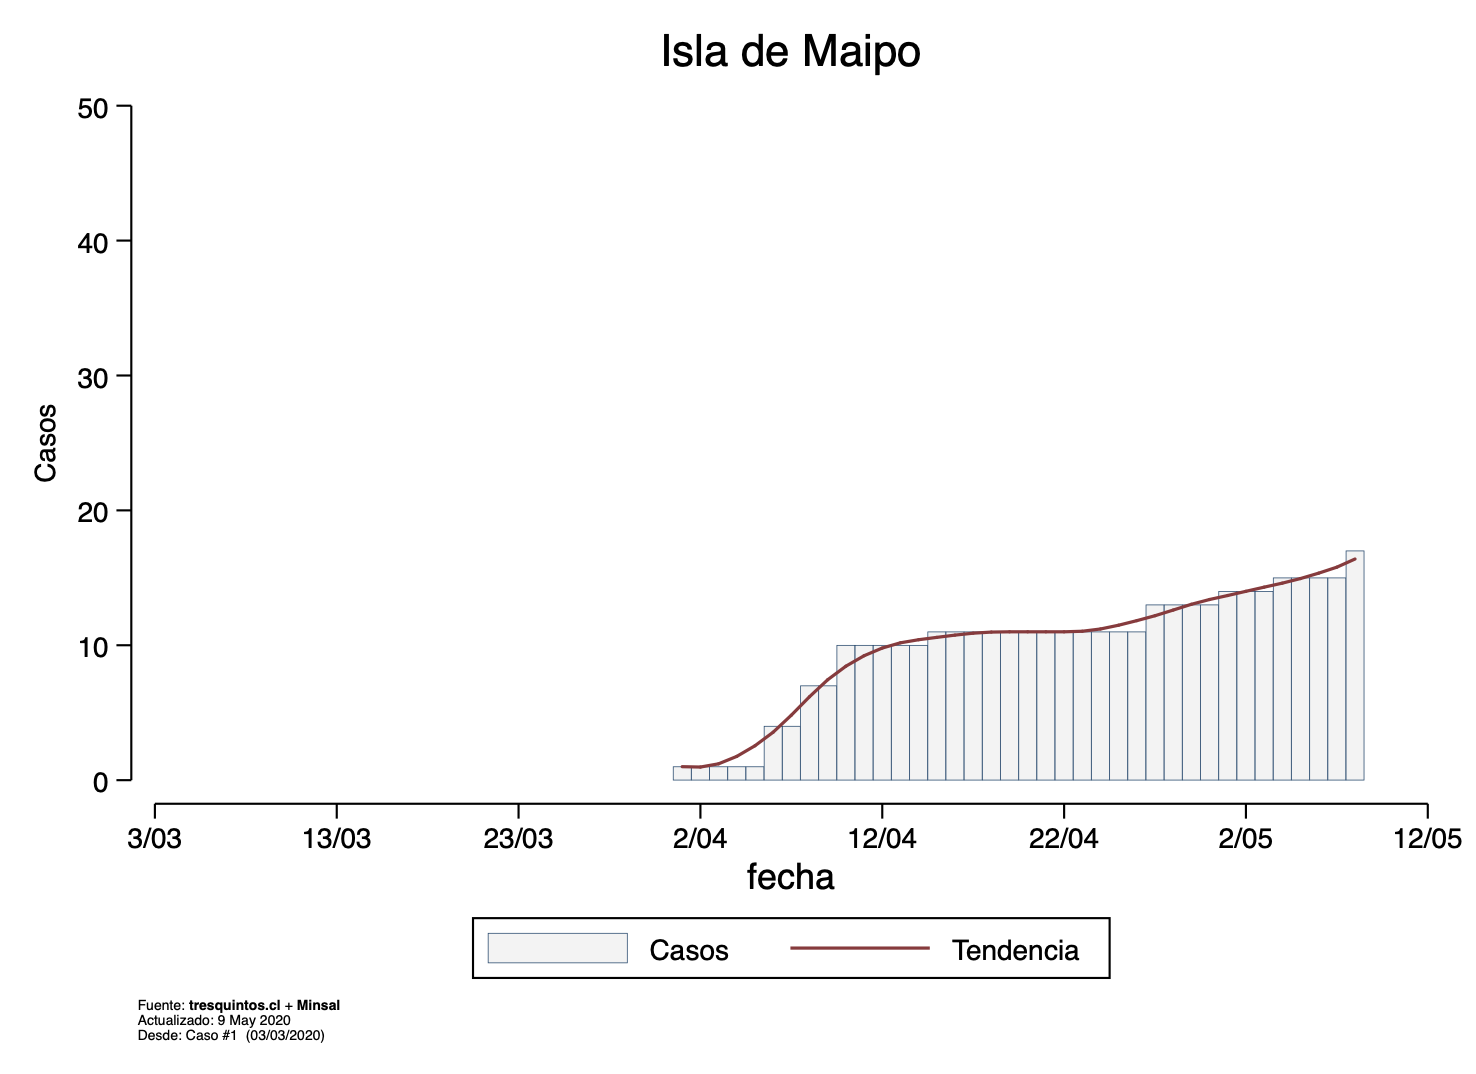 Isla de Maipo
50
40
30
20
10
0
Casos
3/03 13/03 23/03 2/04 12/04 22/04 2/05 12/05
fecha
Casos Tendencia
Fuente: tresquintos.cl + Minsal
Actualizado: 9 May 2020
Desde: Caso #1 (03/03/2020)